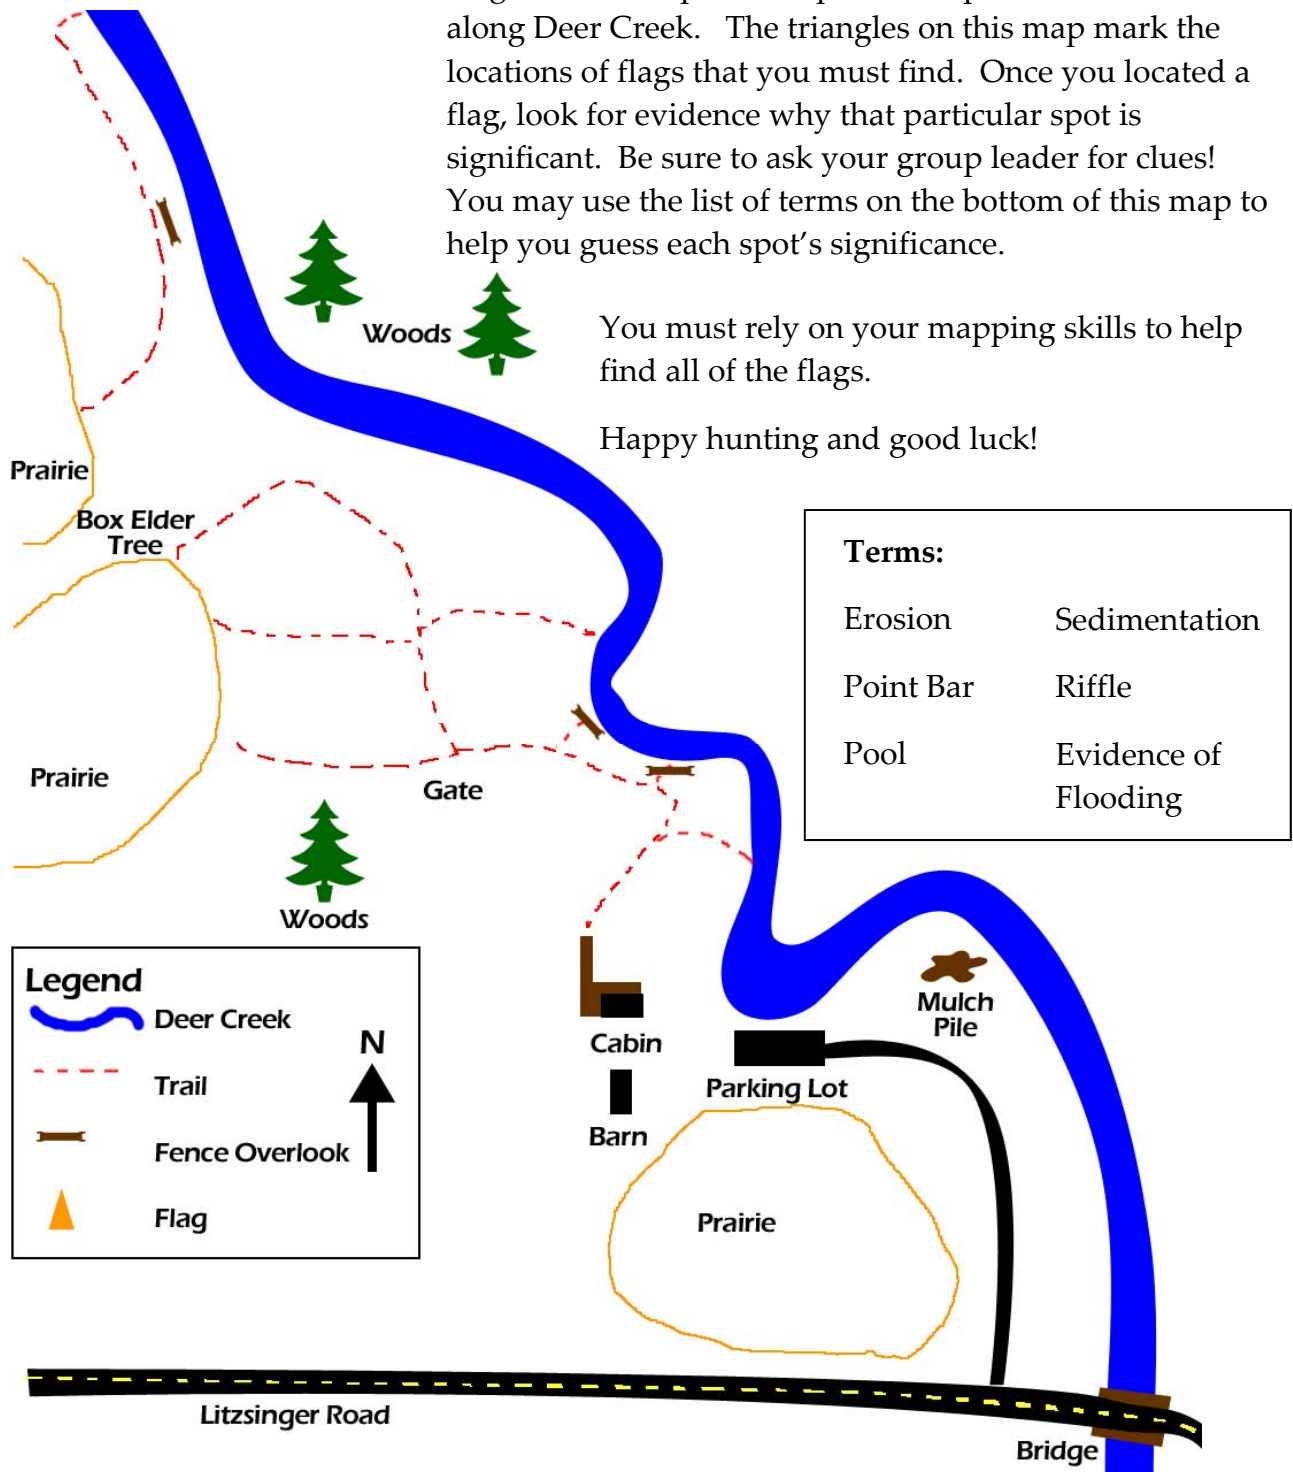 along Deer Creek. The triangles on this map mark the
locations of flags that you must find. Once you located a
flag, look for evidence why that particular spot is
significant. Be sure to ask your group leader for clues!
You may use the list of terms on the bottom of this map to
help you guess each spot's significance.
Woods
You must rely on your mapping skills to help
find all of the flags.
Happy hunting and good luck!
Prairie
Box Elder
Tree
Terms:
Erosion Sedimentation
Point Bar Riffle
Pool Evidence of
Flooding
Prairie
Gate
Woods
Legend
Deer Creek
N
Trail
Fence Overlook
Flag
Mulch
Pile
Cabin
Parking Lot
Barn
Prairie
Litzsinger Road
Bridge